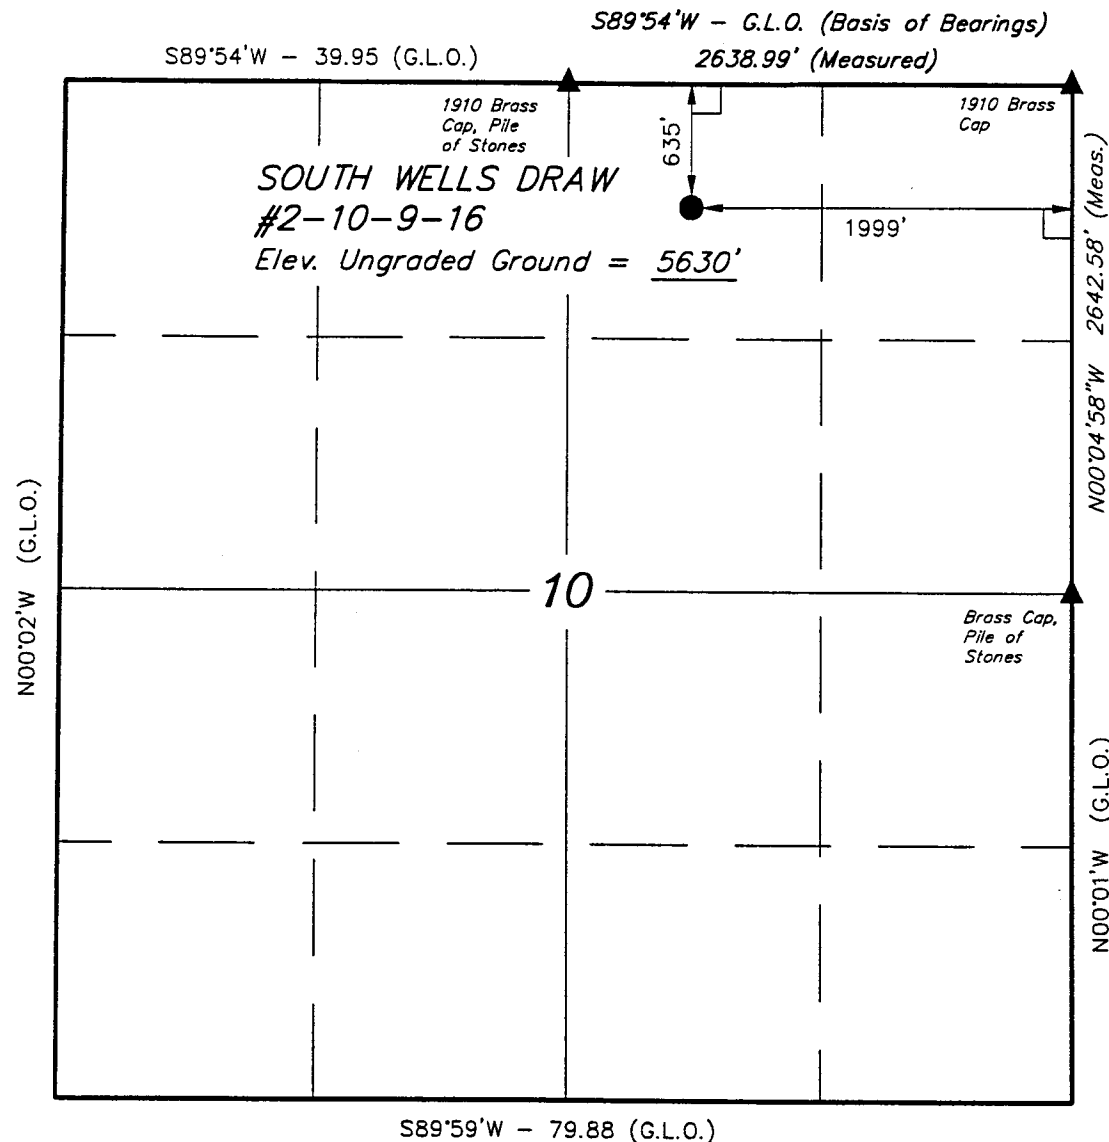 S89°54'W - G.L.O. (Basis of Bearings)
S89°54'W - 39.95 (G.L.O.)
2638.99' (Measured)
1910 Brass
Cap, Pile
of Stones
1910 Brass
Cap
635'
SOUTH WELLS DRAW
#2-10-9-16
Elev. Ungraded Ground = 5630'
1999'
N00°04'58"W 2642.58' (Meas.)
N00°02'W (G.L.O.)
10
Brass Cap,
Pile of
Stones
N00°01'W (G.L.O.)
S89°59'W - 79.88 (G.L.O.)